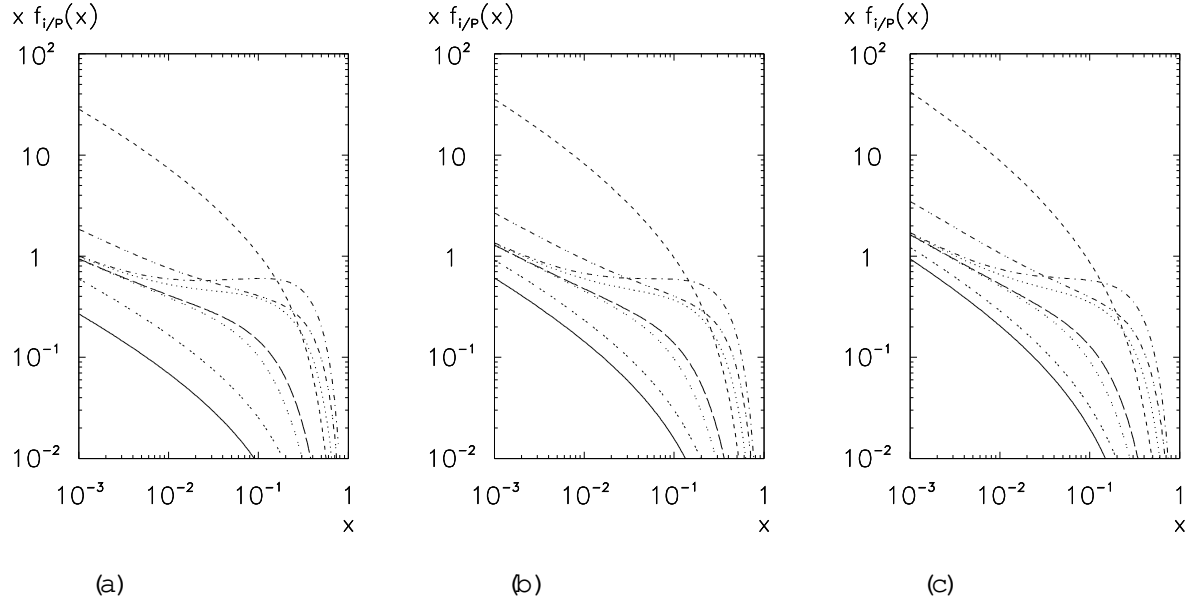 x f_{i/P}(x) x f_{i/P}(x) x f_{i/P}(x)
10² 10² 10²
10 10 10
1 1 1
10⁻¹ 10⁻¹ 10⁻¹
10⁻² 10⁻² 10⁻²
10⁻³ 10⁻² 10⁻¹ 1 10⁻³ 10⁻² 10⁻¹ 1 10⁻³ 10⁻² 10⁻¹ 1
x x x
(a) (b) (c)